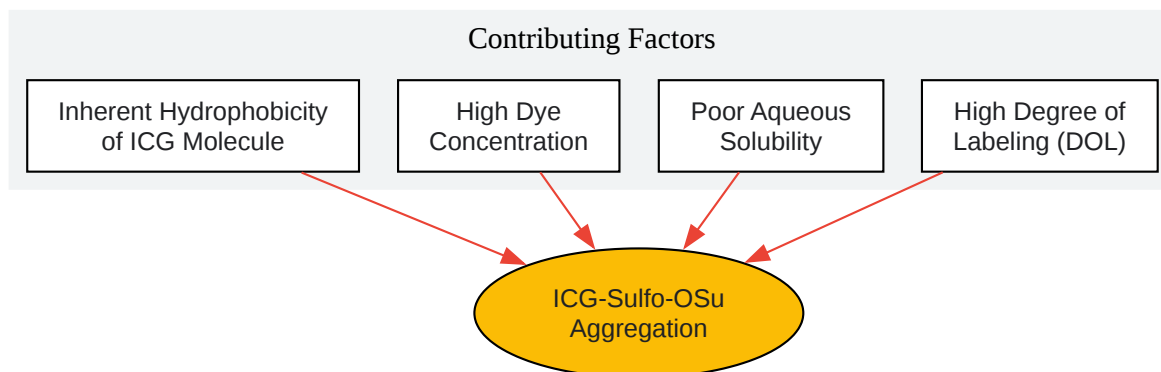 Contributing Factors
Inherent Hydrophobicity
of ICG Molecule
High Dye
Concentration
Poor Aqueous
Solubility
High Degree of
Labeling (DOL)
ICG-Sulfo-OSu
Aggregation